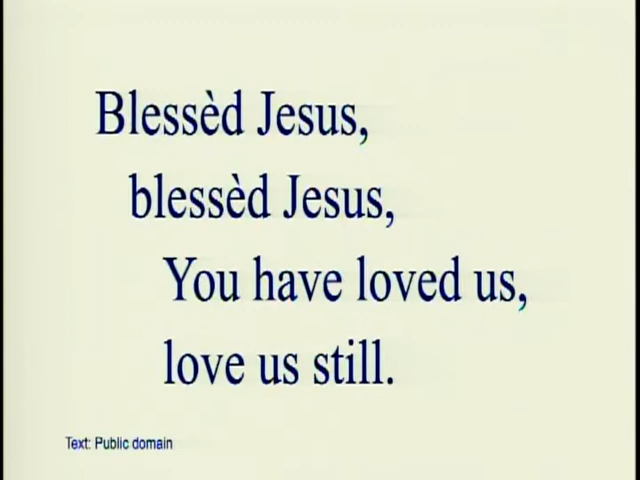 Blessèd Jesus,
blessèd Jesus,
You have loved us,
love us still.
Text: Public domain